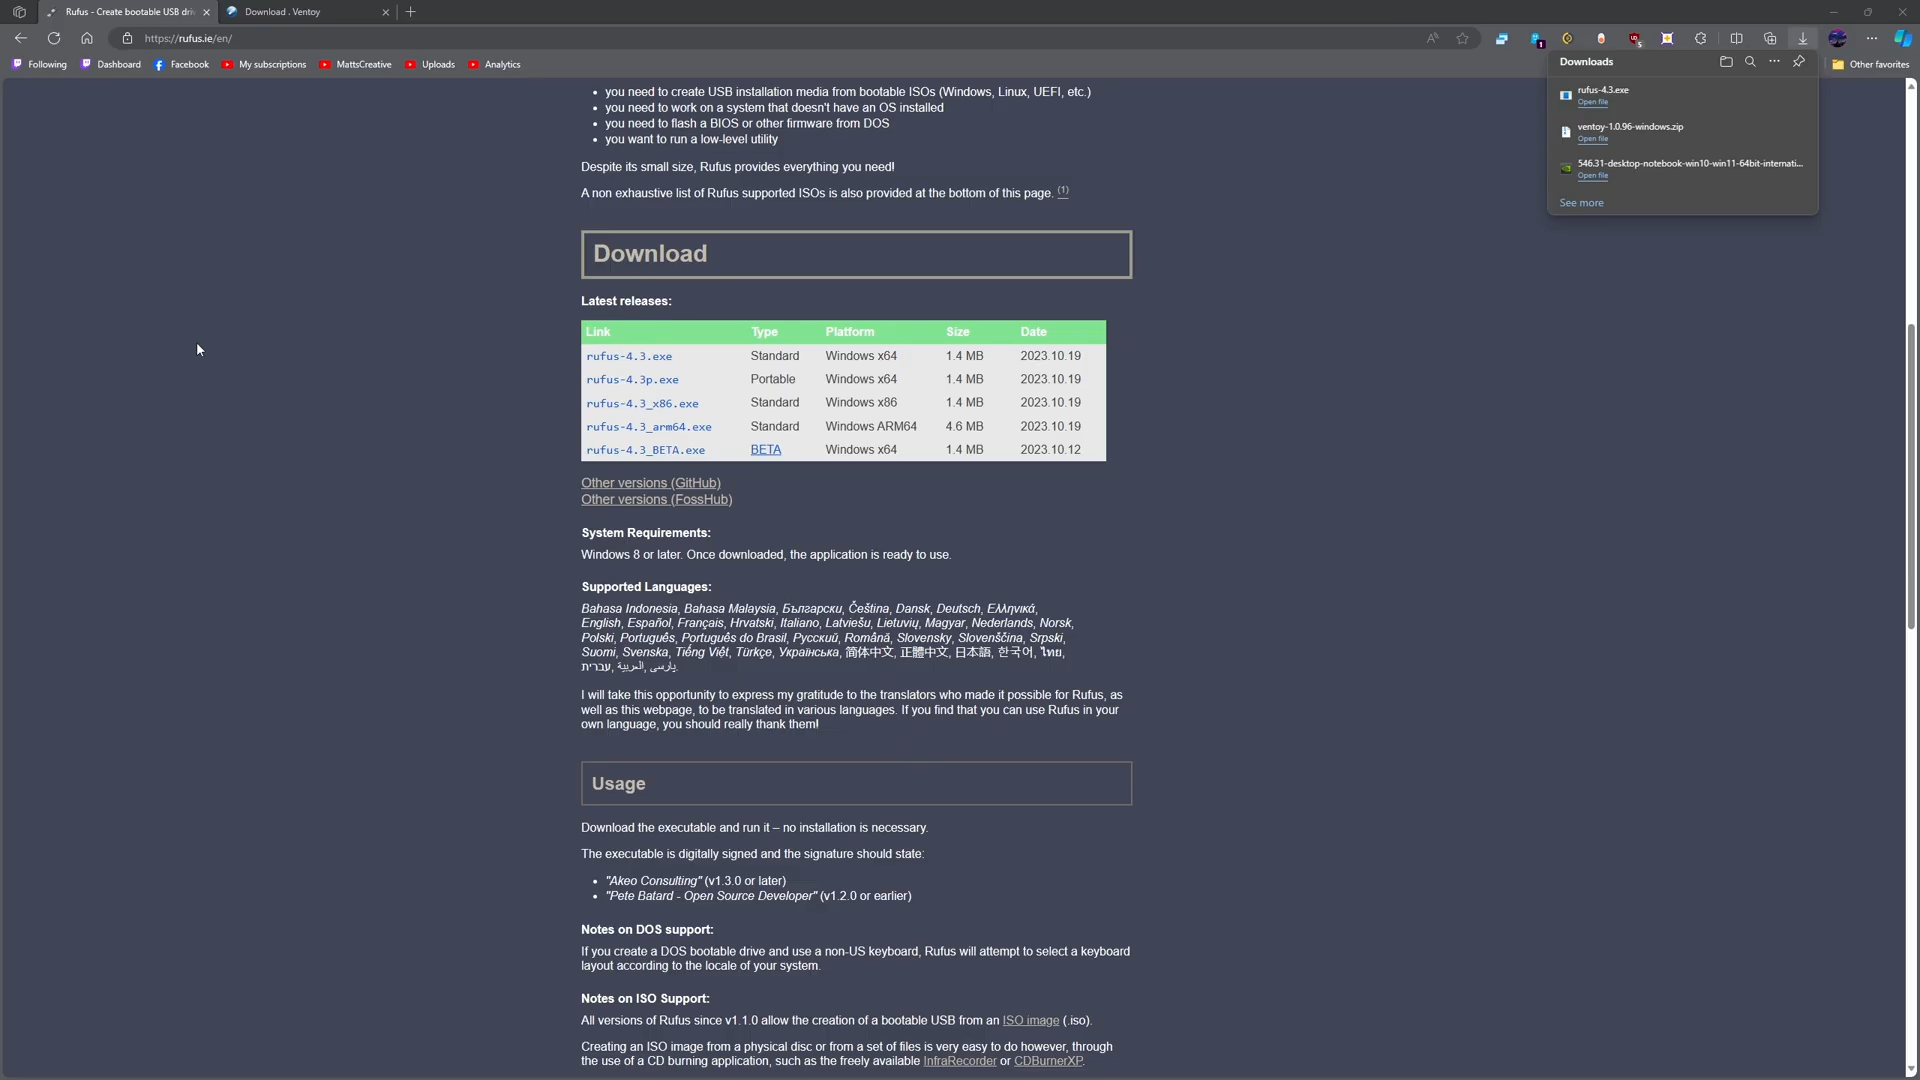 Rufus - Create bootable USB driv
Download . Ventoy
https://rufus.ie/en/
Following
Dashboard
Facebook
My subscriptions
MattsCreative
Uploads
Analytics
Other favorites
Downloads
rufus-4.3.exe
Open file
ventoy-1.0.96-windows.zip
Open file
546.31-desktop-notebook-win10-win11-64bit-internati...
Open file
See more
you need to create USB installation media from bootable ISOs (Windows, Linux, UEFI, etc.)
you need to work on a system that doesn't have an OS installed
you need to flash a BIOS or other firmware from DOS
you want to run a low-level utility
Despite its small size, Rufus provides everything you need!
A non exhaustive list of Rufus supported ISOs is also provided at the bottom of this page. (1)
Download
Latest releases:
Link Type Platform Size Date
rufus-4.3.exe Standard Windows x64 1.4 MB 2023.10.19
rufus-4.3p.exe Portable Windows x64 1.4 MB 2023.10.19
rufus-4.3_x86.exe Standard Windows x86 1.4 MB 2023.10.19
rufus-4.3_arm64.exe Standard Windows ARM64 4.6 MB 2023.10.19
rufus-4.3_BETA.exe BETA Windows x64 1.4 MB 2023.10.12
Other versions (GitHub)
Other versions (FossHub)
System Requirements:
Windows 8 or later. Once downloaded, the application is ready to use.
Supported Languages:
Bahasa Indonesia, Bahasa Malaysia, Български, Čeština, Dansk, Deutsch, Ελληνικά,
English, Español, Français, Hrvatski, Italiano, Latviešu, Lietuvių, Magyar, Nederlands, Norsk,
Polski, Português, Português do Brasil, Русский, Română, Slovensky, Slovenščina, Srpski,
Suomi, Svenska, Tiếng Việt, Türkçe, Українська, 简体中文, 正體中文, 日本語, 한국어, ไทย,
עברית, العربية, پارسی.
I will take this opportunity to express my gratitude to the translators who made it possible for Rufus, as
well as this webpage, to be translated in various languages. If you find that you can use Rufus in your
own language, you should really thank them!
Usage
Download the executable and run it – no installation is necessary.
The executable is digitally signed and the signature should state:
"Akeo Consulting" (v1.3.0 or later)
"Pete Batard - Open Source Developer" (v1.2.0 or earlier)
Notes on DOS support:
If you create a DOS bootable drive and use a non-US keyboard, Rufus will attempt to select a keyboard
layout according to the locale of your system.
Notes on ISO Support:
All versions of Rufus since v1.1.0 allow the creation of a bootable USB from an ISO image (.iso).
Creating an ISO image from a physical disc or from a set of files is very easy to do however, through
the use of a CD burning application, such as the freely available InfraRecorder or CDBurnerXP.